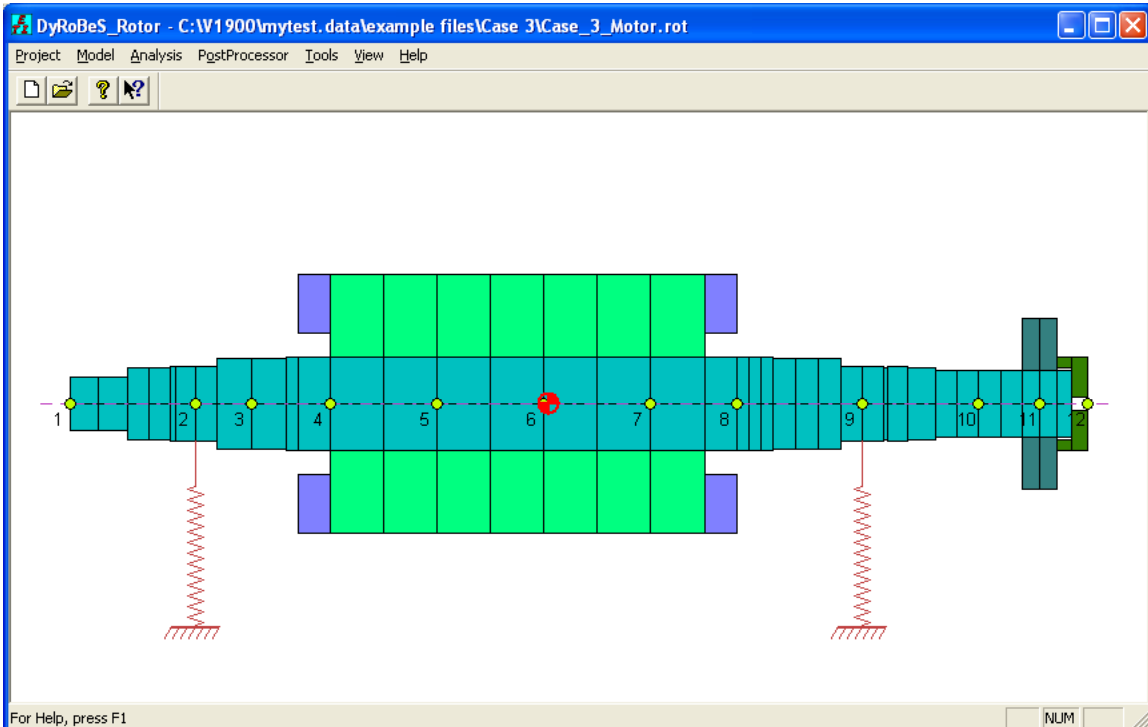 DyRoBeS_Rotor - C:\V1900\mytest.data\example files\Case 3\Case_3_Motor.rot
Project Model Analysis PostProcessor Tools View Help
1 2 3 4 5 6 7 8 9 10 11 12
For Help, press F1 NUM